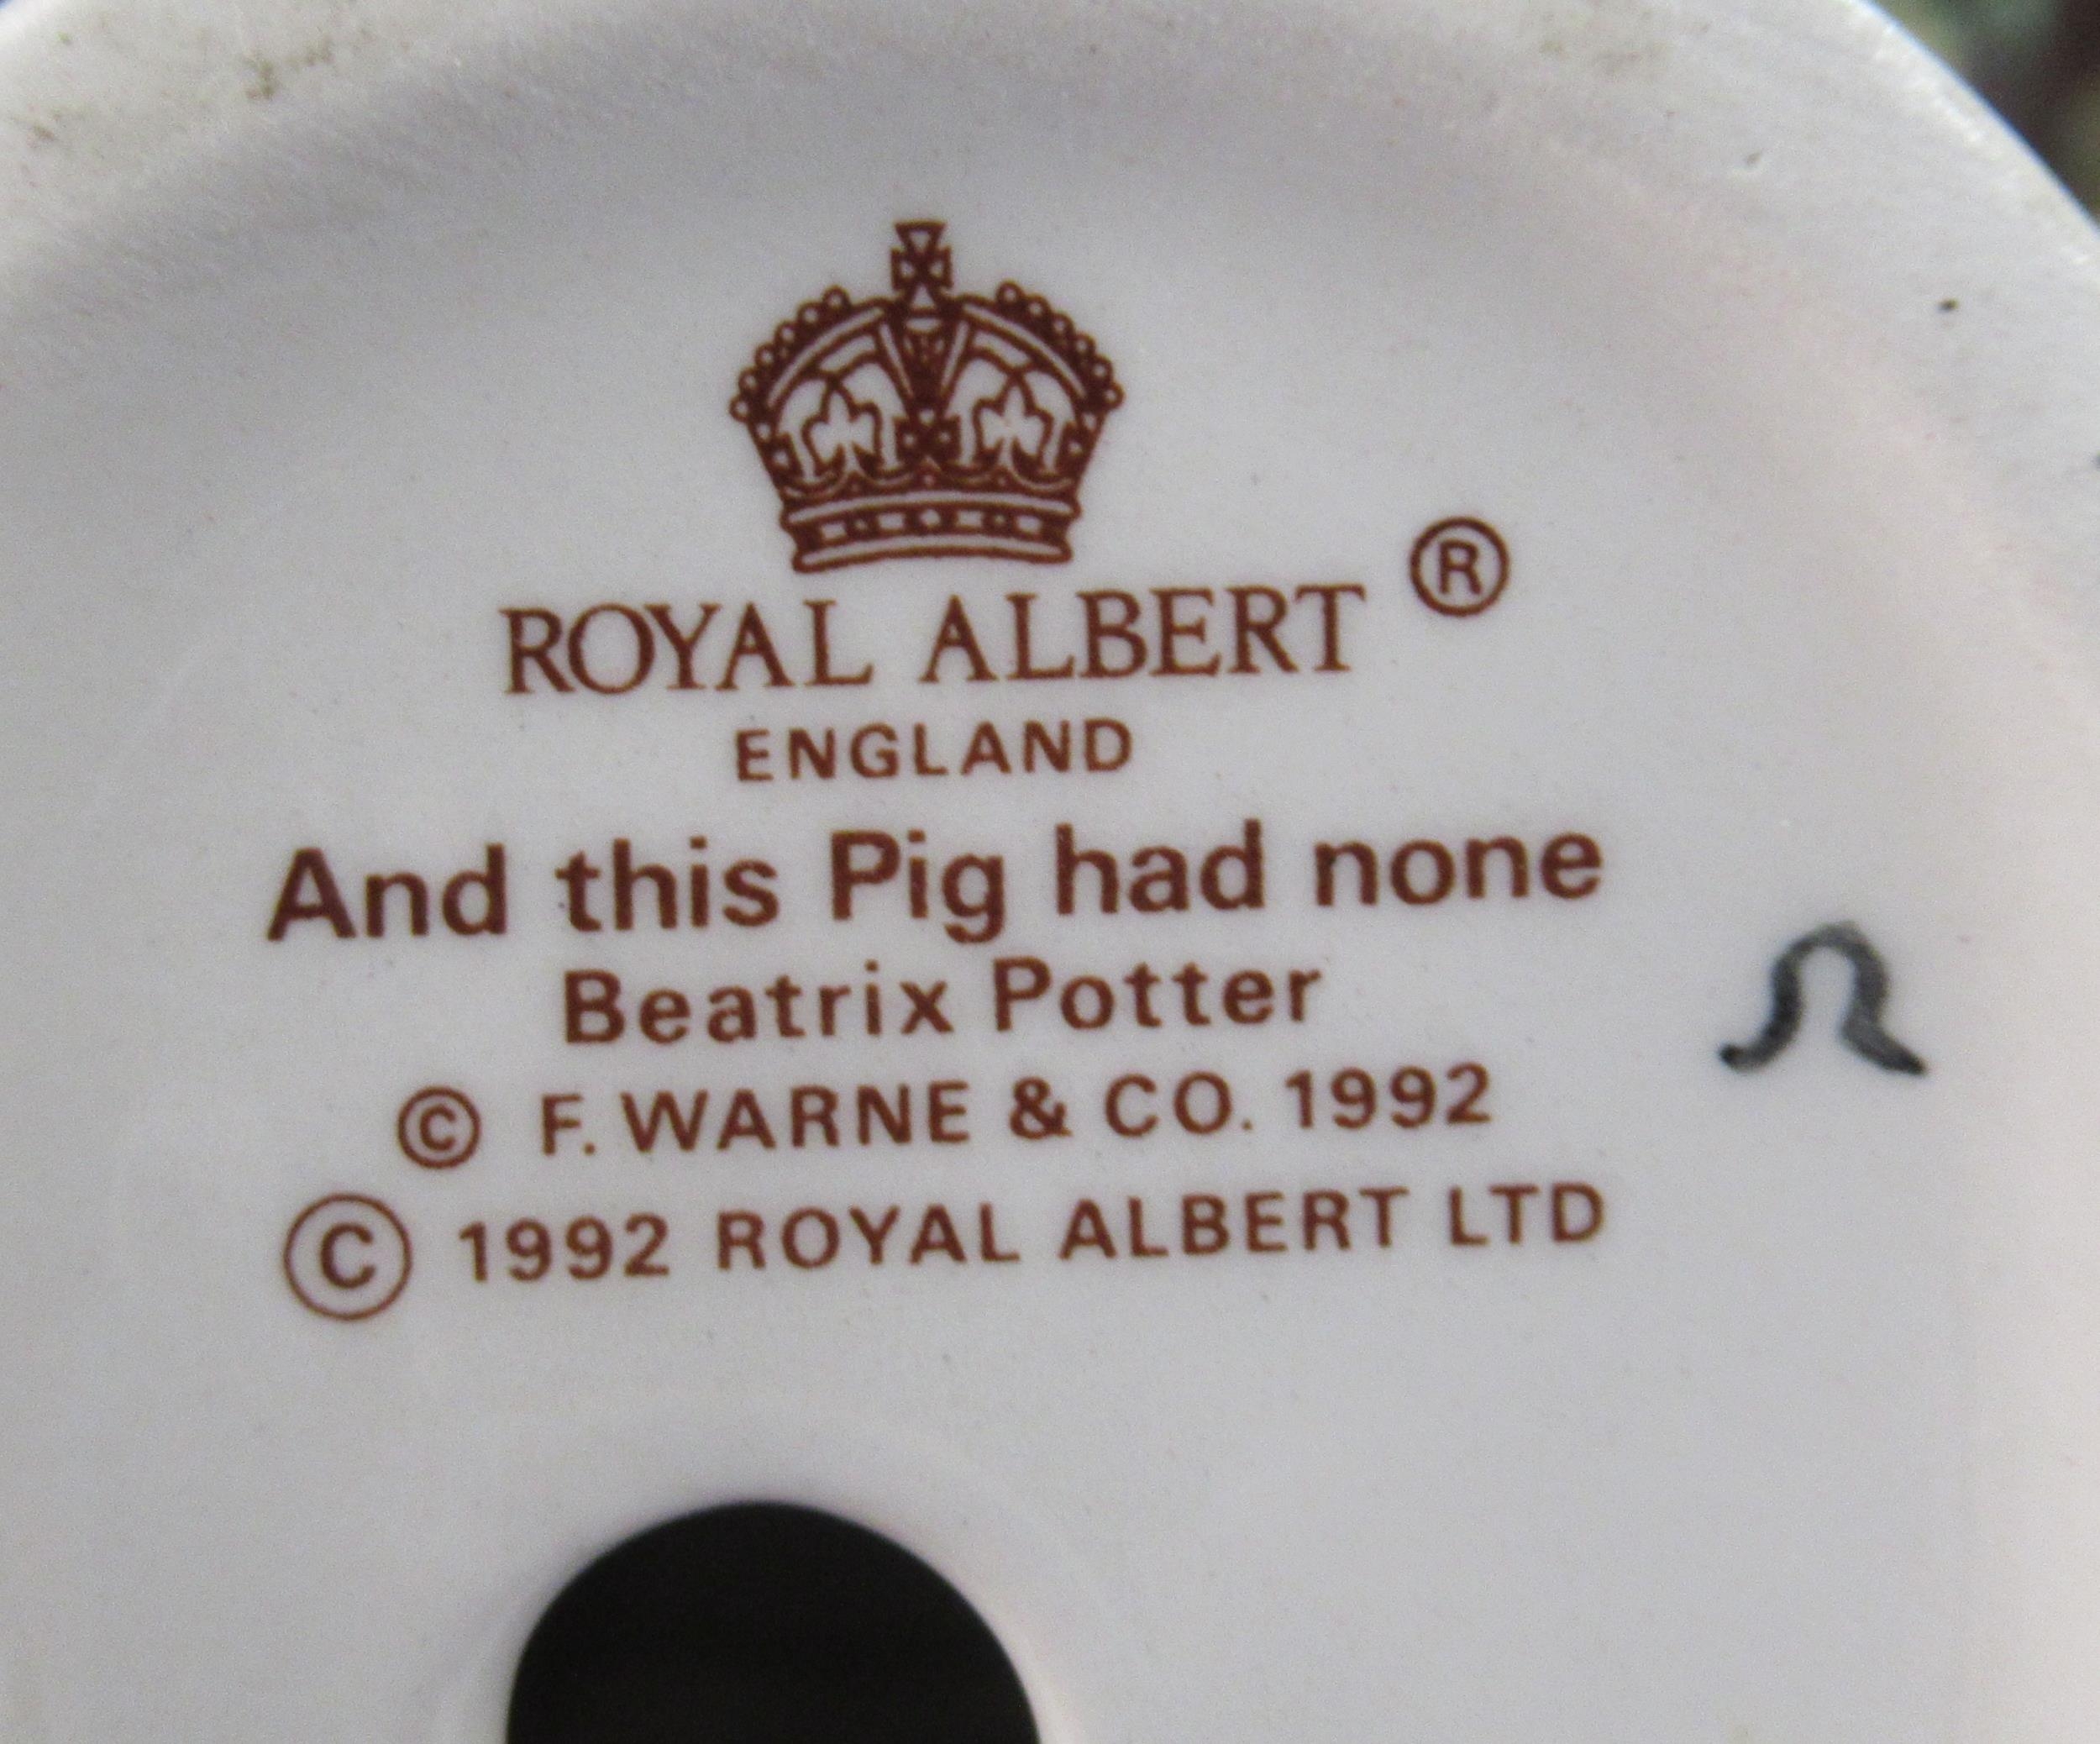 ROYAL ALBERT ®
ENGLAND
And this Pig had none
Beatrix Potter
© F. WARNE & CO. 1992
© 1992 ROYAL ALBERT LTD